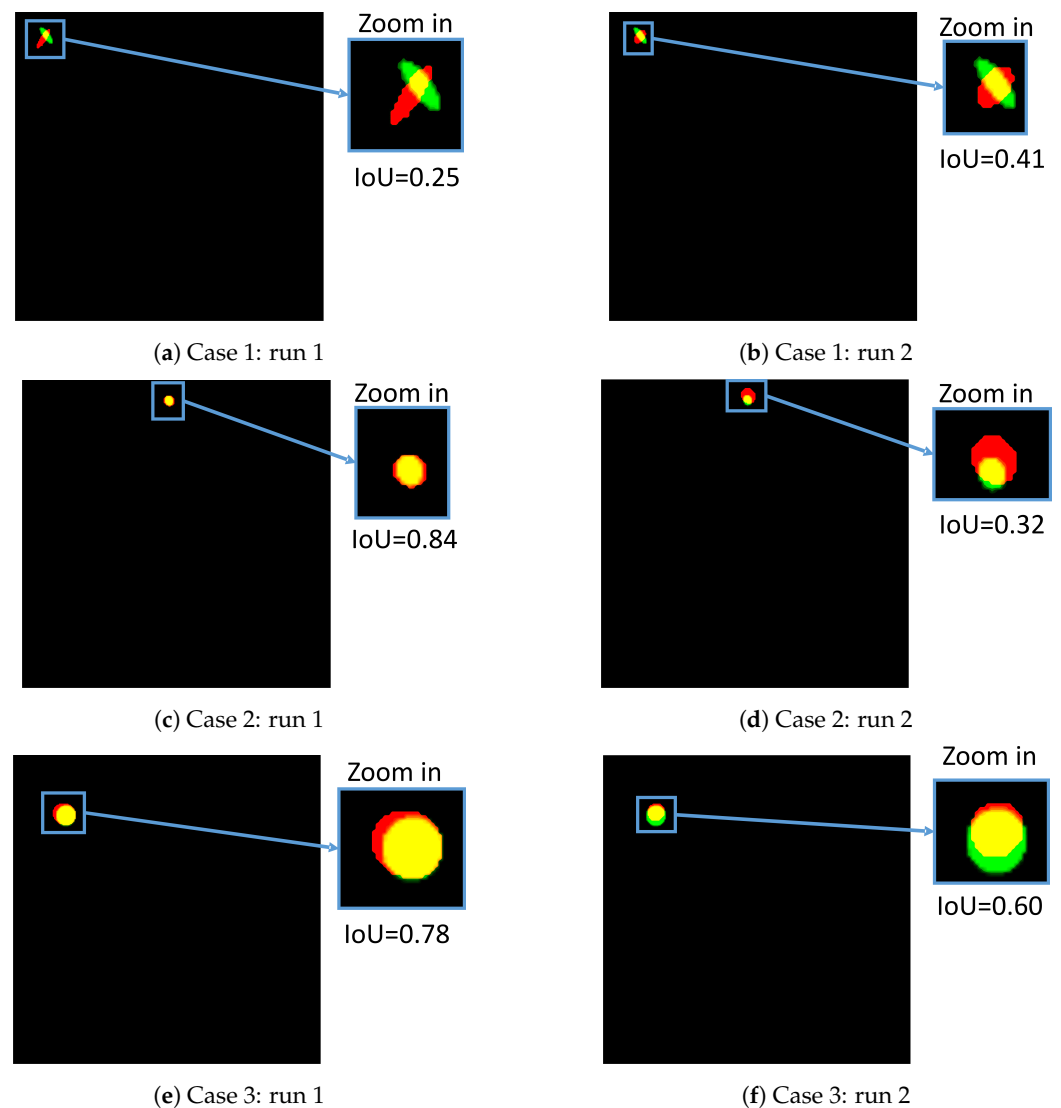 Zoom in
IoU=0.25
(a) Case 1: run 1
Zoom in
IoU=0.41
(b) Case 1: run 2
Zoom in
IoU=0.84
(c) Case 2: run 1
Zoom in
IoU=0.32
(d) Case 2: run 2
Zoom in
IoU=0.78
(e) Case 3: run 1
Zoom in
IoU=0.60
(f) Case 3: run 2